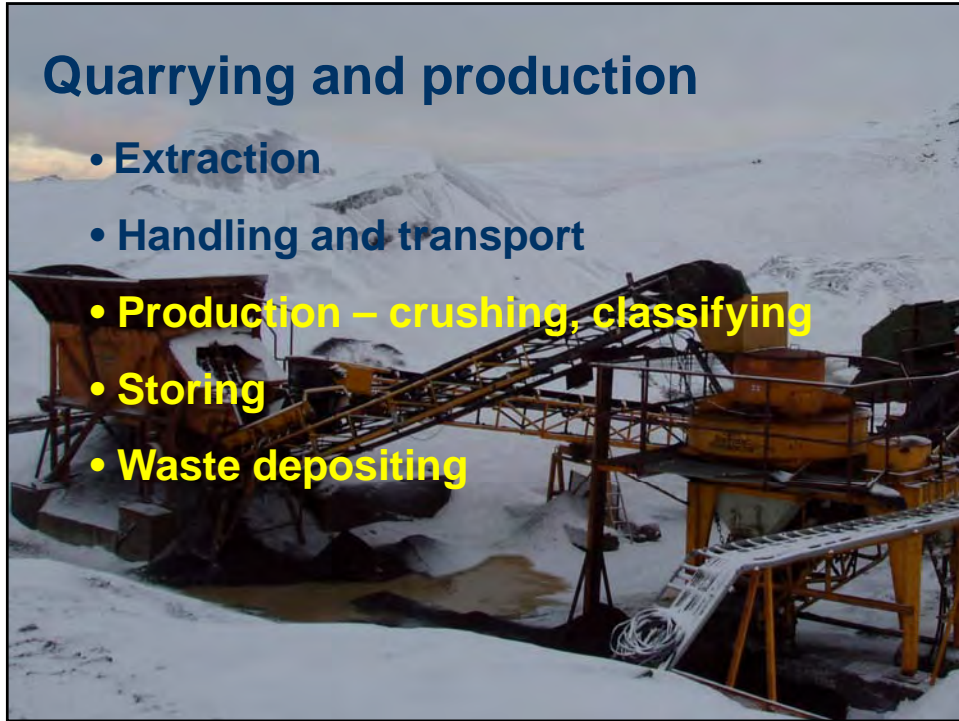 Quarrying and production
• Extraction
• Handling and transport
• Production – crushing, classifying
• Storing
• Waste depositing